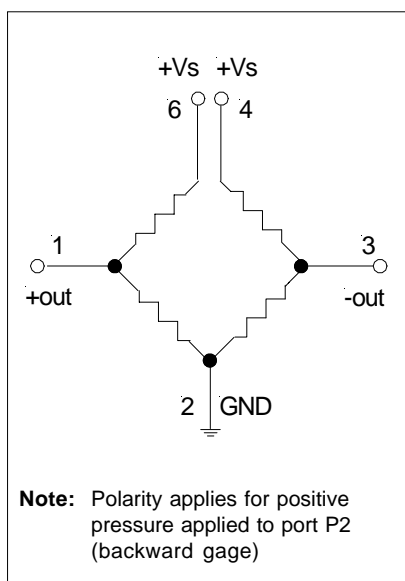 +Vs +Vs
6 4
1 3
+out -out
2 GND
Note: Polarity applies for positive
pressure applied to port P2
(backward gage)